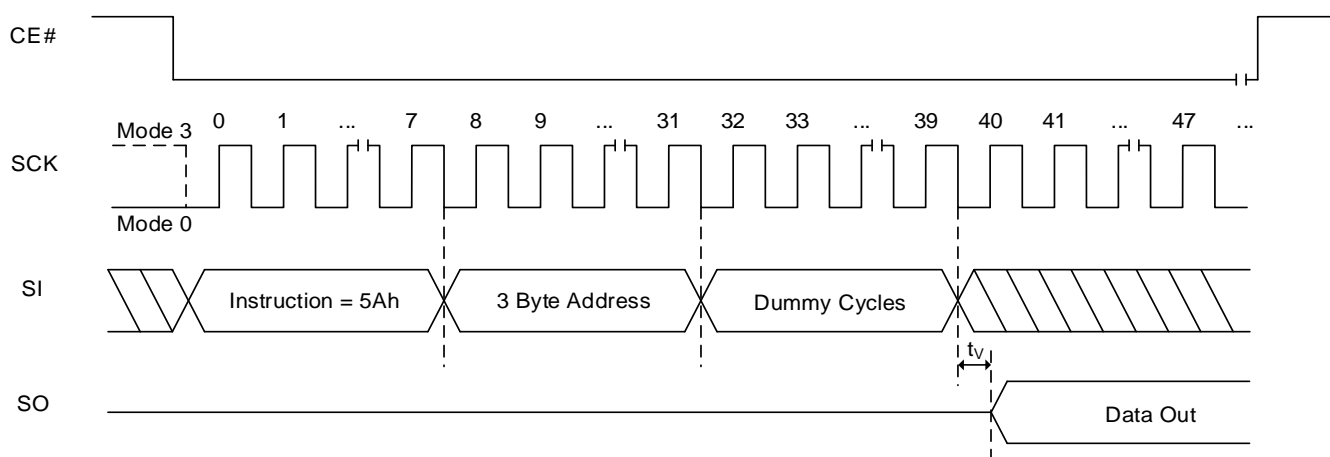 CE#
Mode 3
0 1 ... 7 8 9 ... 31 32 33 ... 39 40 41 ... 47 ...
SCK
Mode 0
SI
Instruction = 5Ah
3 Byte Address
Dummy Cycles
tV
SO
Data Out